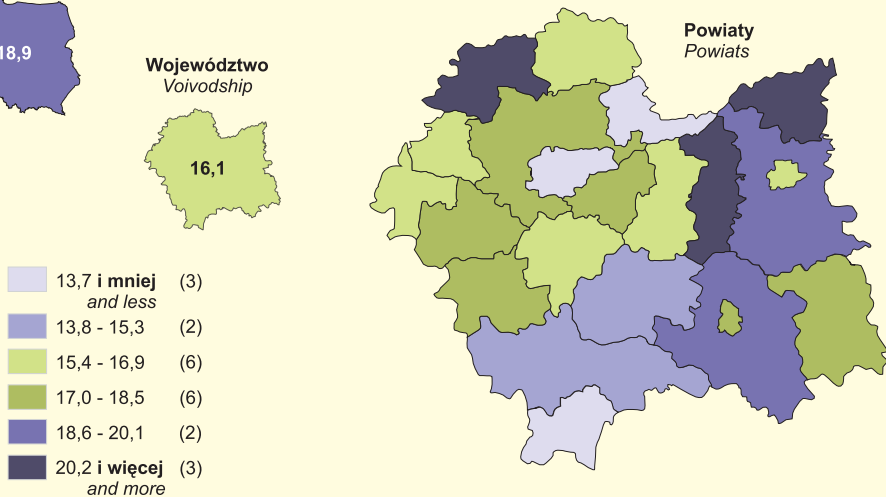 18,9
Województwo
Voivodship
16,1
Powiaty
Powiats
13,7 i mniej (3)
and less
13,8 - 15,3 (2)
15,4 - 16,9 (6)
17,0 - 18,5 (6)
18,6 - 20,1 (2)
20,2 i więcej (3)
and more